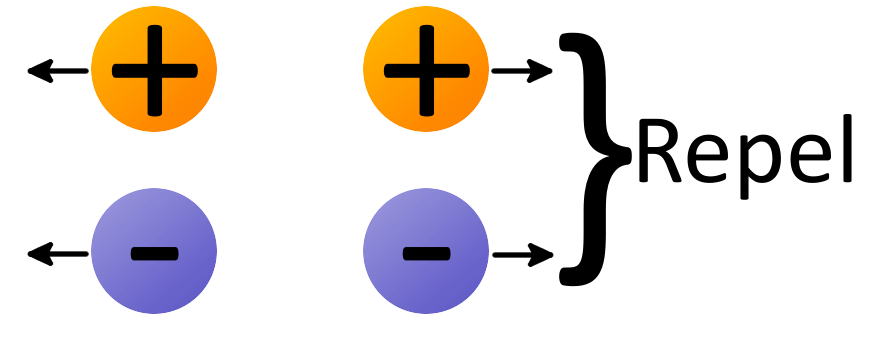 + +
} Repel
- -